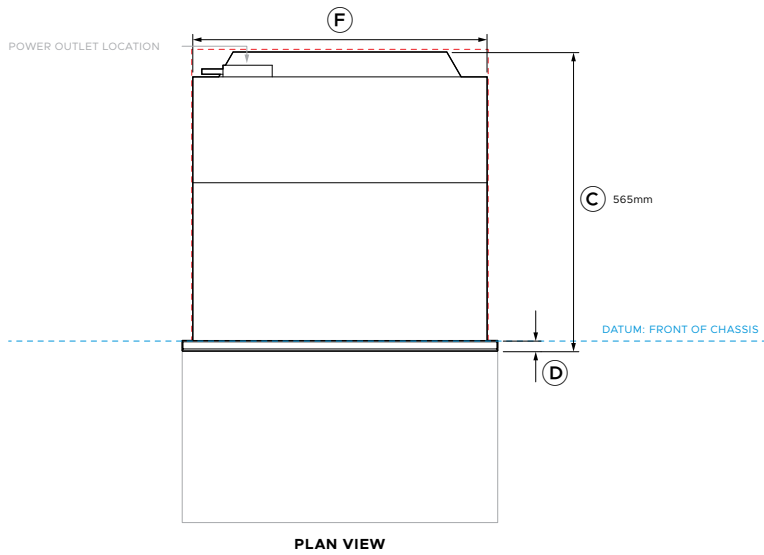 F
POWER OUTLET LOCATION
C 565mm
DATUM: FRONT OF CHASSIS
D
PLAN VIEW